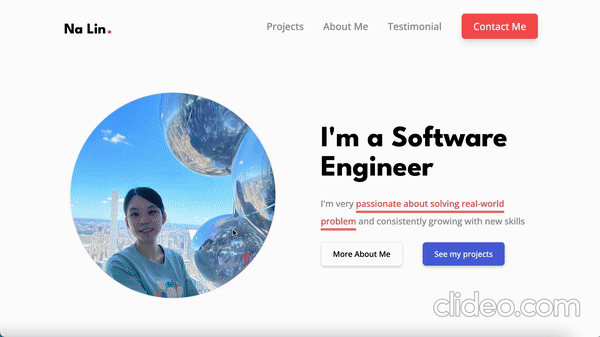 Na Lin.
Projects About Me Testimonial Contact Me
I'm a Software
Engineer
I'm very passionate about solving real-world
problem and consistently growing with new skills
More About Me See my projects
clideo.com